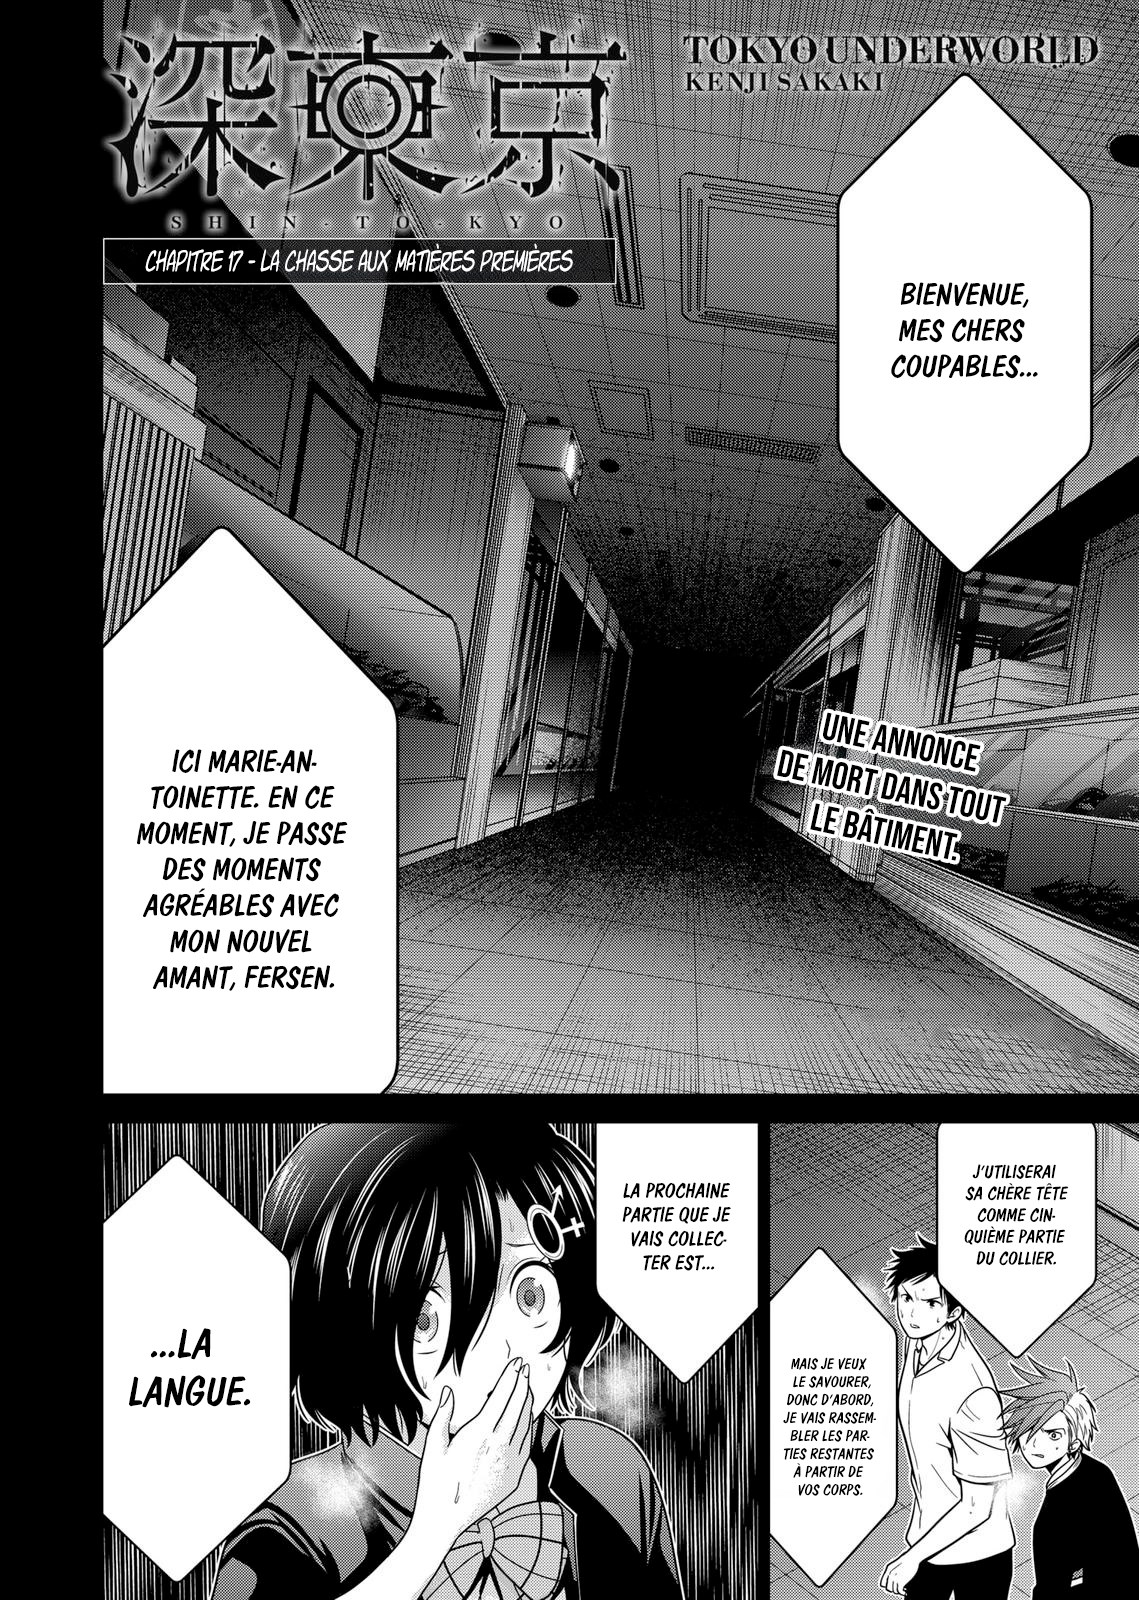 深東京
TOKYO UNDERWORLD
KENJI SAKAKI
SHIN-TO-KYO
CHAPITRE 17 - LA CHASSE AUX MATIÈRES PREMIÈRES
BIENVENUE,
MES CHERS
COUPABLES...
ICI MARIE-AN-
TOINETTE. EN CE
MOMENT, JE PASSE
DES MOMENTS
AGRÉABLES AVEC
MON NOUVEL
AMANT, FERSEN.
UNE ANNONCE
DE MORT DANS TOUT
LE BÂTIMENT.
J'UTILISERAI
SA CHÈRE TÊTE
COMME CIN-
QUIÈME PARTIE
DU COLLIER.
MAIS JE VEUX
LE SAVOURER,
DONC D'ABORD,
JE VAIS RASSEM-
BLER LES PAR-
TIES RESTANTES
À PARTIR DE
VOS CORPS.
LA PROCHAINE
PARTIE QUE JE
VAIS COLLEC-
TER EST...
...LA
LANGUE.